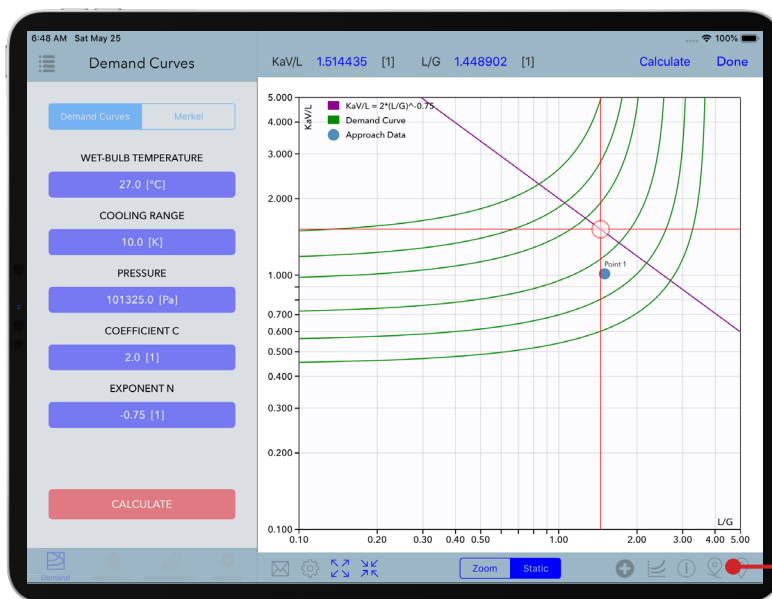 6:48 AM Sat May 25
100%
Demand Curves
KaV/L 1.514435 [1] L/G 1.448902 [1] Calculate Done
Demand Curves Merkel
WET-BULB TEMPERATURE
27.0 [°C]
COOLING RANGE
10.0 [K]
PRESSURE
101325.0 [Pa]
COEFFICIENT C
2.0 [1]
EXPONENT N
-0.75 [1]
CALCULATE
Demand
KaV/L
KaV/L = 2*(L/G)^-0.75
Demand Curve
Approach Data
5.000
4.000
3.000
2.000
1.000
0.700
0.600
0.500
0.400
0.300
0.200
0.100
Point 1
L/G
0.10 0.20 0.30 0.40 0.50 1.00 2.00 3.00 4.00 5.00
Zoom Static